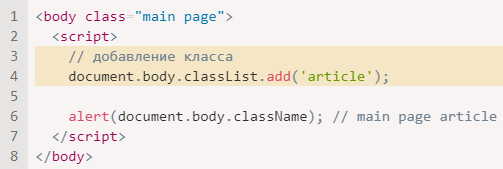 1 <body class="main page">
2 <script>
3 // добавление класса
4 document.body.classList.add('article');
5
6 alert(document.body.className); // main page article
7 </script>
8 </body>